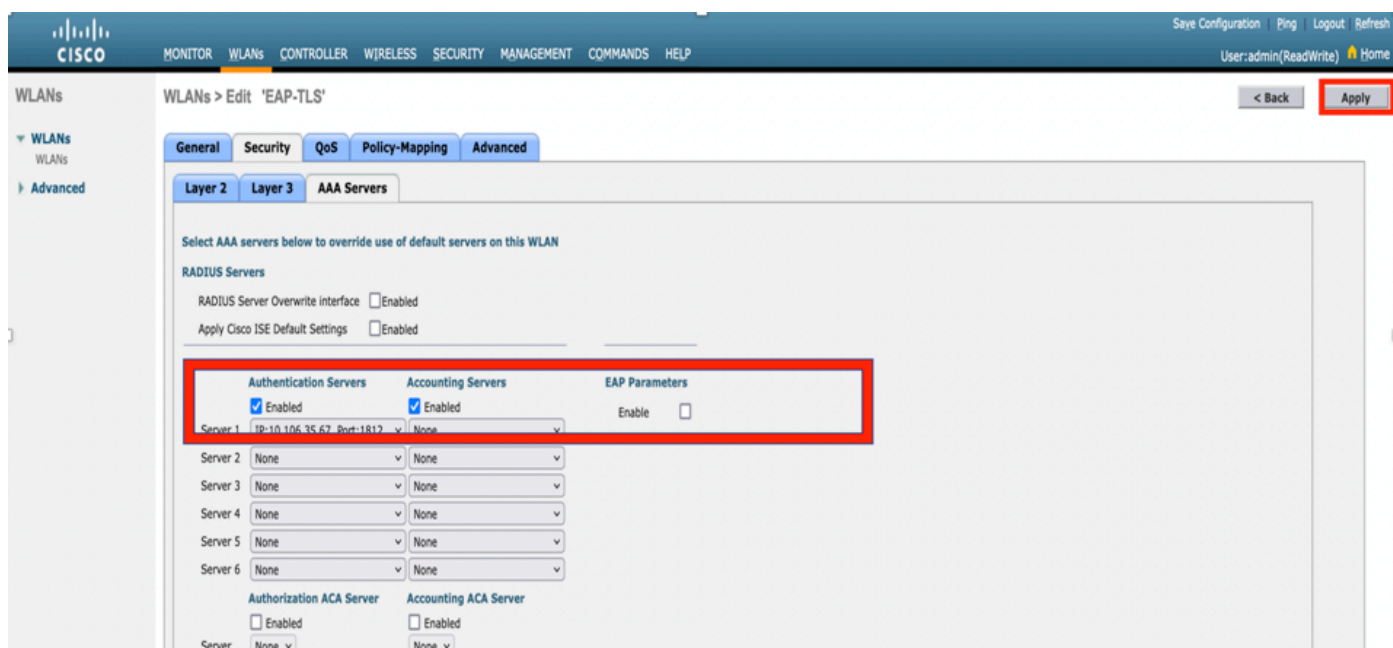 Save Configuration Ping Logout Refresh
CISCO MONITOR WLANs CONTROLLER WIRELESS SECURITY MANAGEMENT COMMANDS HELP User:admin(ReadWrite) Home
WLANs WLANs > Edit 'EAP-TLS' < Back Apply
WLANs
WLANs
Advanced
General Security QoS Policy-Mapping Advanced
Layer 2 Layer 3 AAA Servers
Select AAA servers below to override use of default servers on this WLAN
RADIUS Servers
RADIUS Server Overwrite interface Enabled
Apply Cisco ISE Default Settings Enabled
Authentication Servers Accounting Servers EAP Parameters
Enabled Enabled Enable
Server 1 IP:10.106.35.67, Port:1812 None
Server 2 None None
Server 3 None None
Server 4 None None
Server 5 None None
Server 6 None None
Authorization ACA Server Accounting ACA Server
Enabled Enabled
Server None None